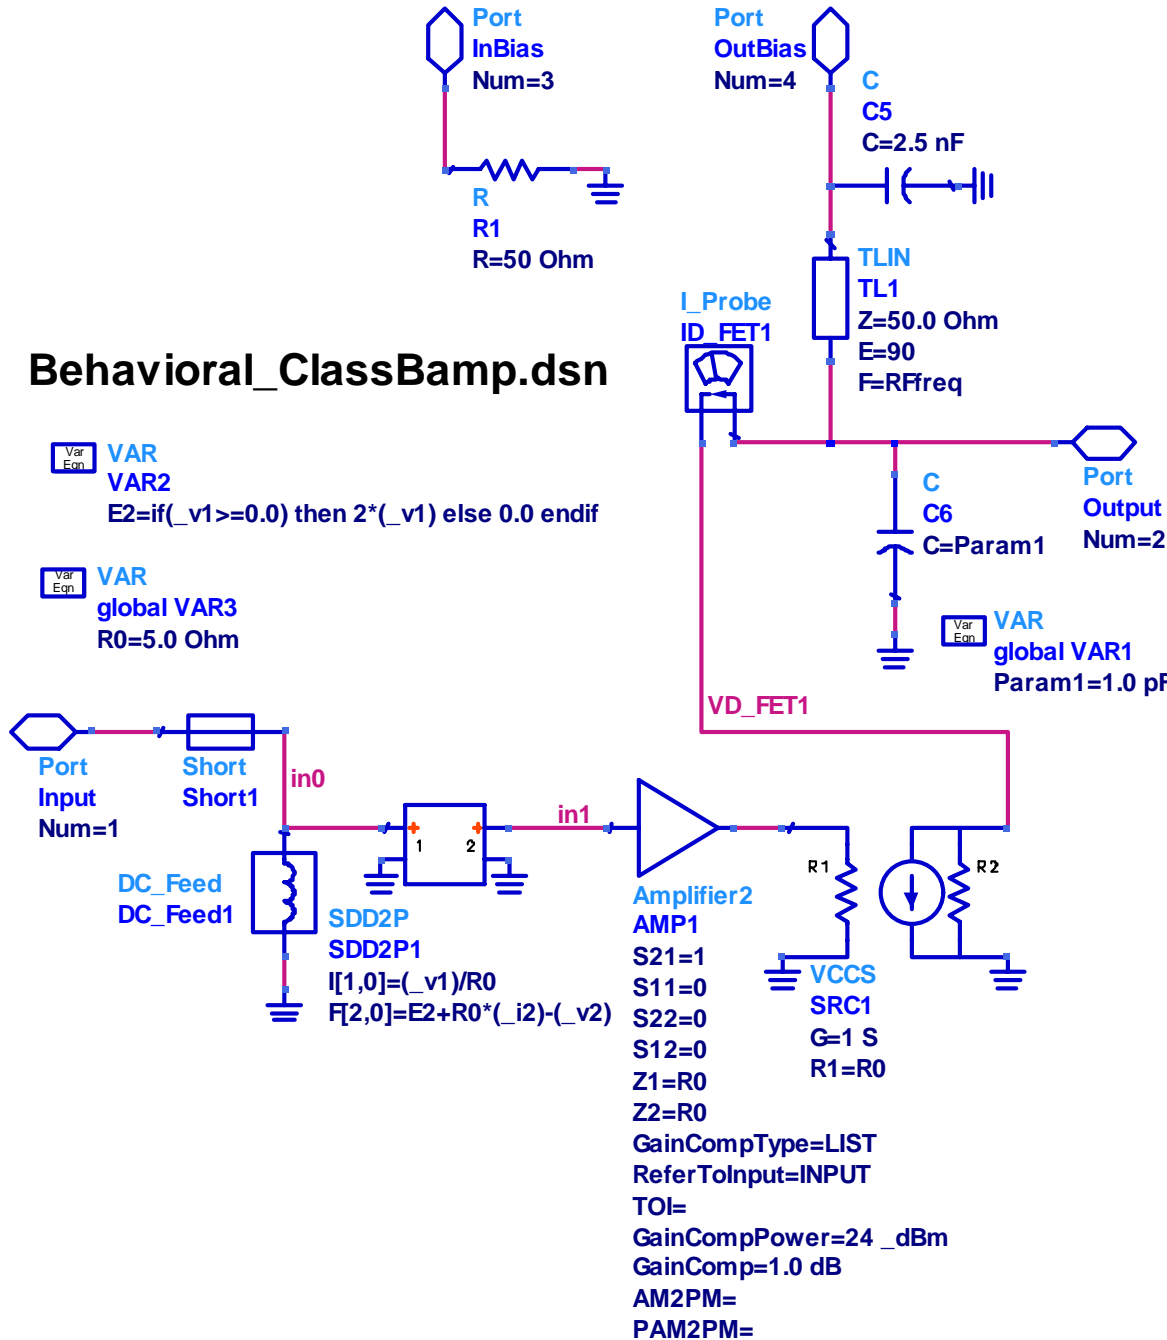 Port
InBias
Num=3
Port
OutBias
Num=4
C
C5
C=2.5 nF
R
R1
R=50 Ohm
TLIN
TL1
Z=50.0 Ohm
E=90
F=RFfreq
I_Probe
ID_FET1
Behavioral_ClassBamp.dsn
Var
Eqn
VAR
VAR2
E2=if(_v1>=0.0) then 2*(_v1) else 0.0 endif
Var
Eqn
VAR
global VAR3
R0=5.0 Ohm
C
C6
C=Param1
Port
Output
Num=2
Var
Eqn
VAR
global VAR1
Param1=1.0 pF
VD_FET1
Port
Input
Num=1
Short
Short1
in0
DC_Feed
DC_Feed1
1
2
SDD2P
SDD2P1
I[1,0]=(_v1)/R0
F[2,0]=E2+R0*(_i2)-(_v2)
in1
Amplifier2
AMP1
S21=1
S11=0
S22=0
S12=0
Z1=R0
Z2=R0
GainCompType=LIST
ReferToInput=INPUT
TOI=
GainCompPower=24 _dBm
GainComp=1.0 dB
AM2PM=
PAM2PM=
R1
R2
VCCS
SRC1
G=1 S
R1=R0